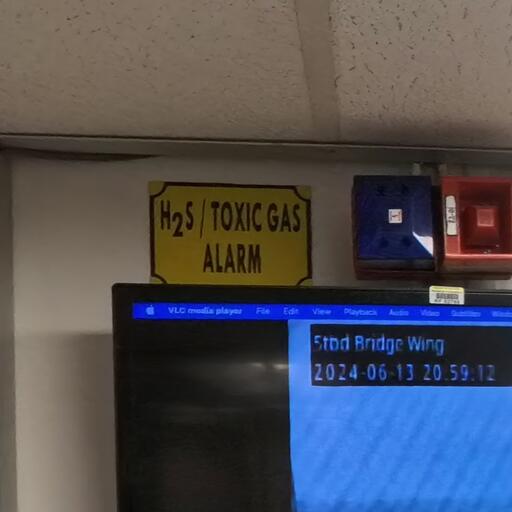 H2S / TOXIC GAS
ALARM
VLC media player File Edit View Playback Audio Video Subtitles
Stbd Bridge Wing
2024-06-13 20.59.12